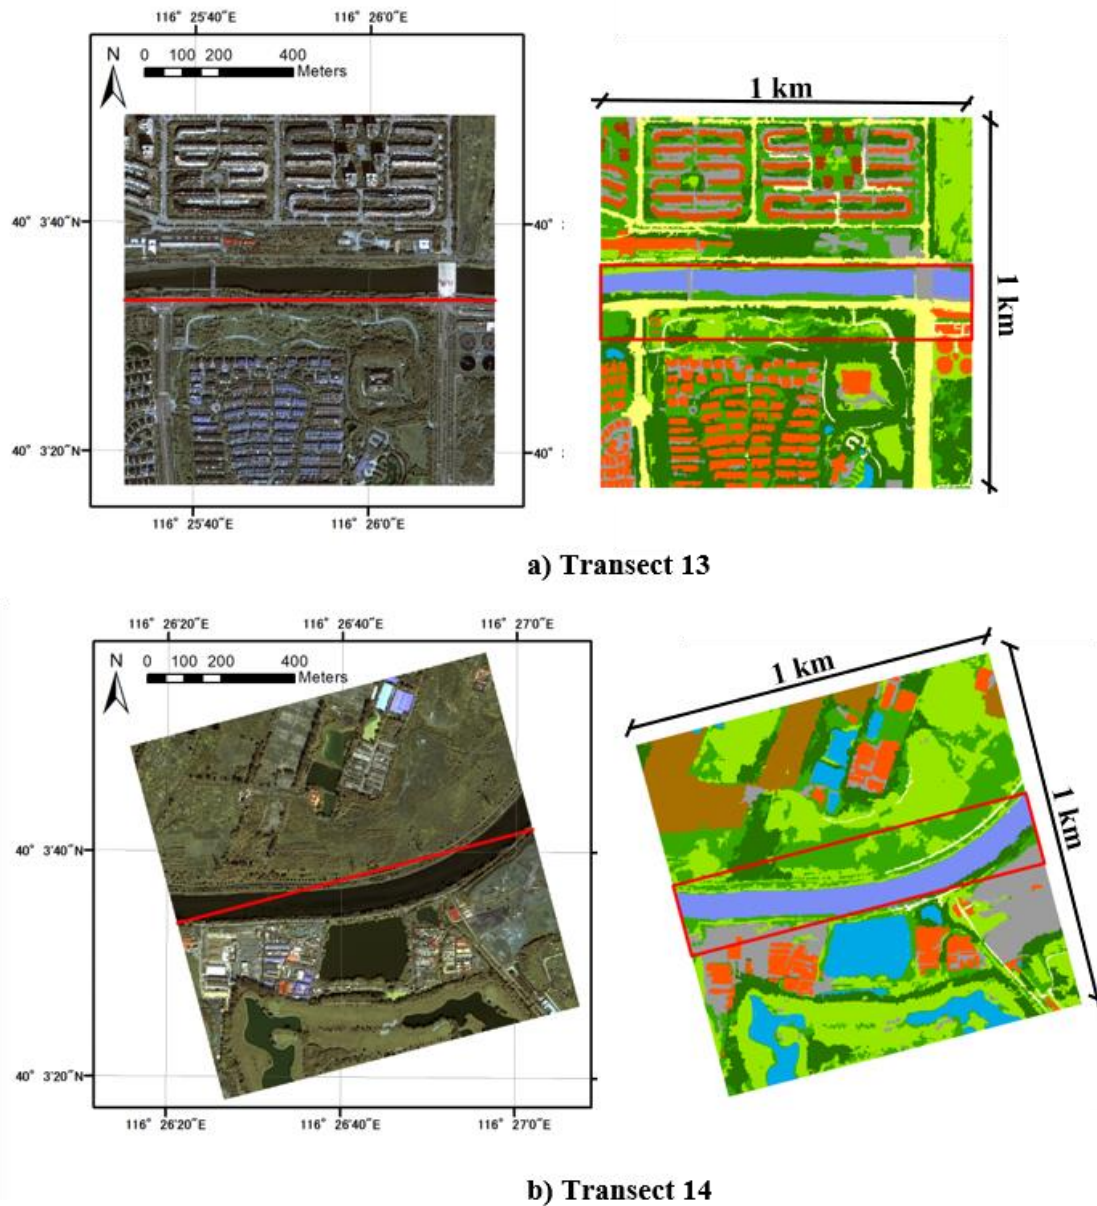 116° 25′40″E 116° 26′0″E
N 0 100 200 400
Meters
1 km
40° 3′40″N 40°
1 km
40° 3′20″N 40°
116° 25′40″E 116° 26′0″E
a) Transect 13
116° 26′20″E 116° 26′40″E 116° 27′0″E
N 0 100 200 400
Meters
1 km
1 km
40° 3′40″N
40° 3′20″N
116° 26′20″E 116° 26′40″E 116° 27′0″E
b) Transect 14